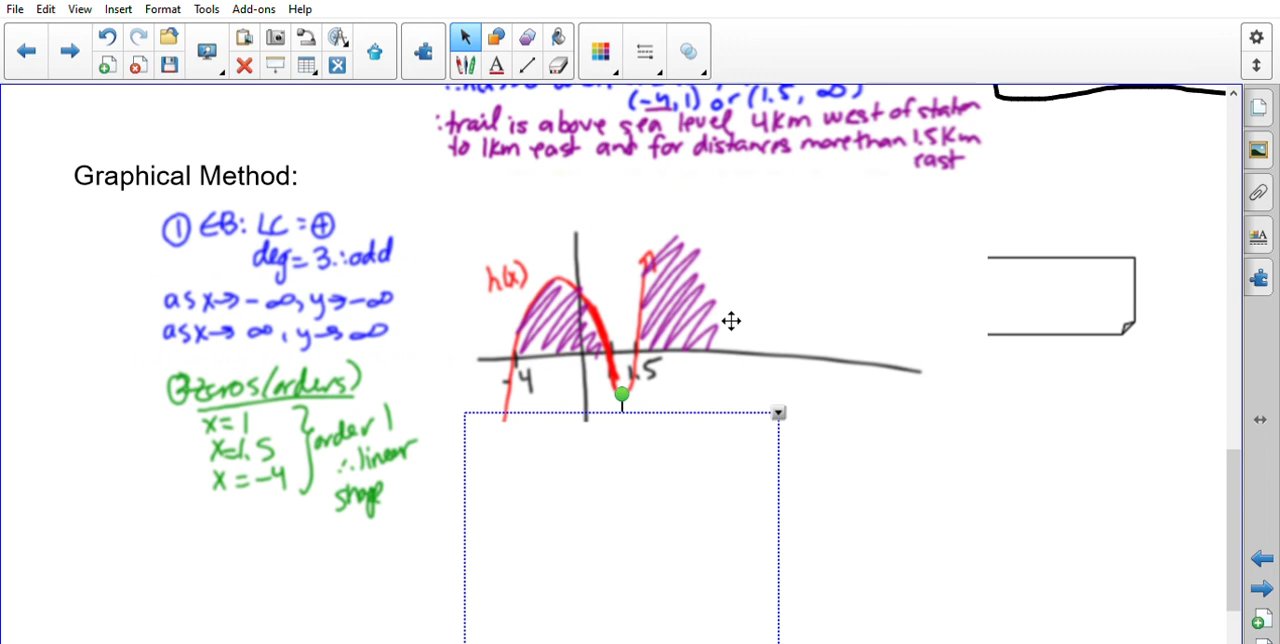 File Edit View Insert Format Tools Add-ons Help
(-4,1) or (1.5, ∞)
∴trail is above sea level 4km west of station
to 1km east and for distances more than 1.5km
east
Graphical Method:
① EB: LC = ⊕
deg = 3 ∴ odd
as x→ -∞, y→ -∞
as x→ ∞, y→ ∞
② zeros/orders)
x=1
x=1.5
x=-4
order 1
∴ linear
shape
h(x)
-4
1.5